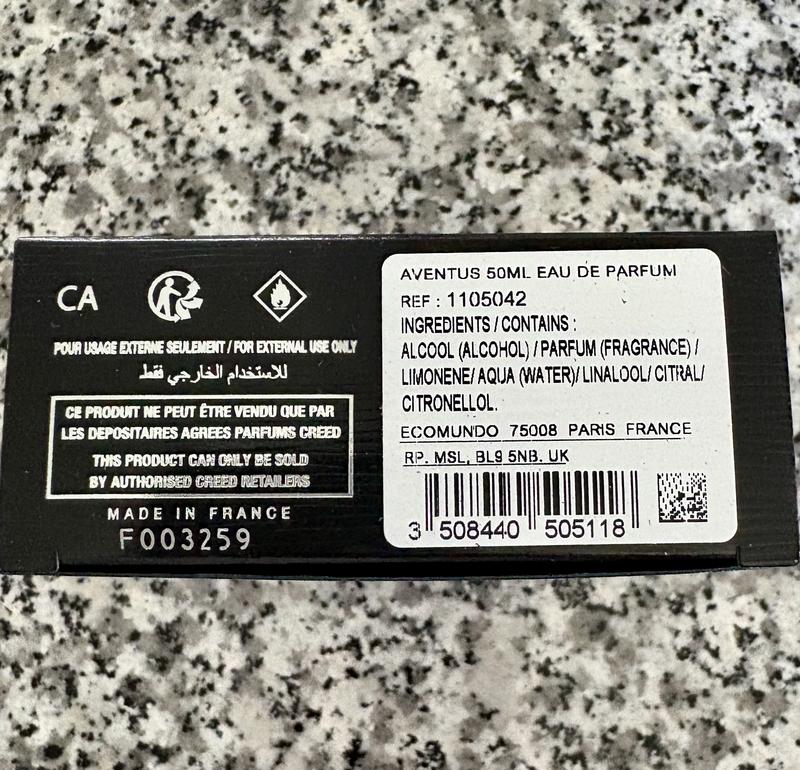 CA
POUR USAGE EXTERNE SEULEMENT / FOR EXTERNAL USE ONLY
للاستخدام الخارجي فقط
CE PRODUIT NE PEUT ÊTRE VENDU QUE PAR
LES DEPOSITAIRES AGREES PARFUMS CREED
THIS PRODUCT CAN ONLY BE SOLD
BY AUTHORISED CREED RETAILERS
MADE IN FRANCE
F003259
AVENTUS 50ML EAU DE PARFUM
REF : 1105042
INGREDIENTS / CONTAINS :
ALCOOL (ALCOHOL) / PARFUM (FRAGRANCE) /
LIMONENE/ AQUA (WATER)/ LINALOOL/ CITRAL/
CITRONELLOL.
ECOMUNDO 75008 PARIS FRANCE
RP. MSL, BL9 5NB. UK
3 508440 505118